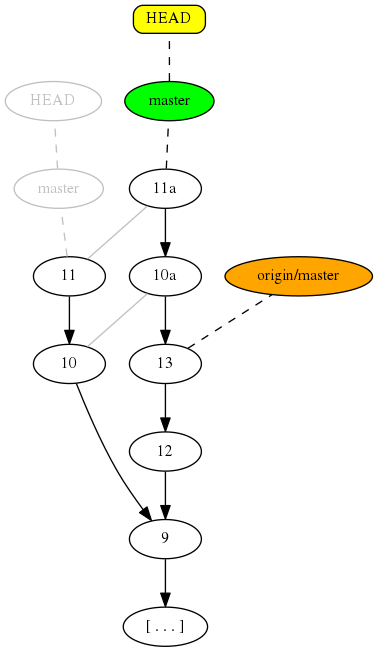 HEAD
HEAD
master
master
11a
11
10a
origin/master
10
13
12
9
[ . . . ]